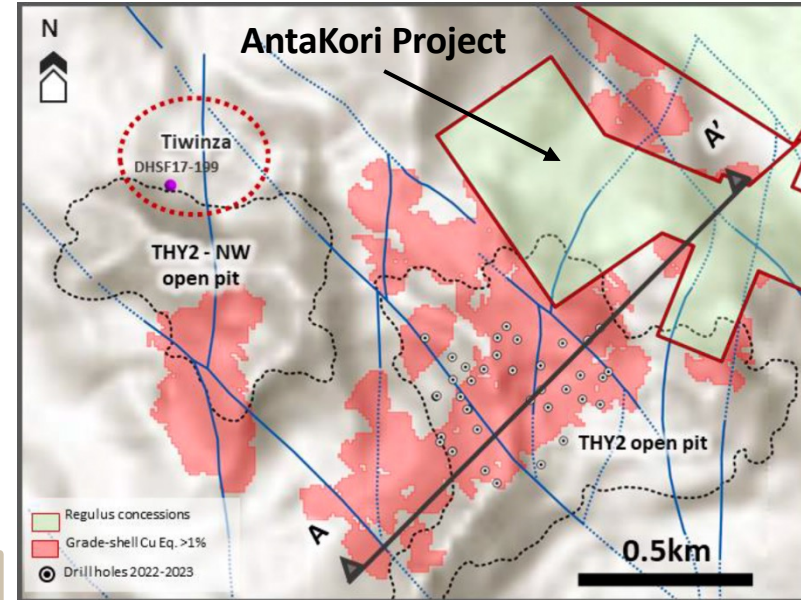 N
AntaKori Project
A'
Tiwinza
DHSF17-199
THY2 - NW
open pit
THY2 open pit
A
Regulus concessions
Grade-shell Cu Eq. >1%
Drill holes 2022-2023
0.5km